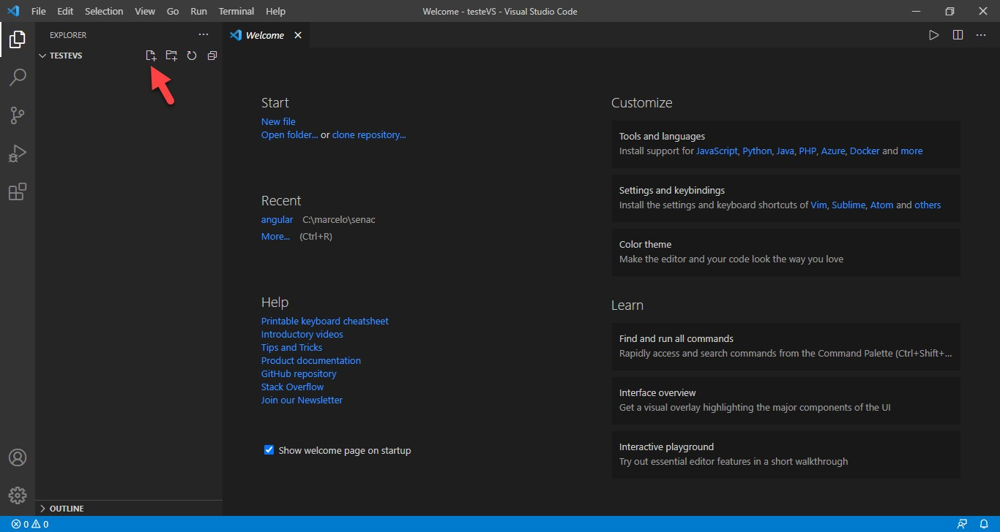 File Edit Selection View Go Run Terminal Help
Welcome - testeVS - Visual Studio Code
EXPLORER
TESTEVS
Welcome
Start
New file
Open folder... or clone repository...
Recent
angular C:\marcelo\senac
More... (Ctrl+R)
Help
Printable keyboard cheatsheet
Introductory videos
Tips and Tricks
Product documentation
GitHub repository
Stack Overflow
Join our Newsletter
Show welcome page on startup
Customize
Tools and languages
Install support for JavaScript, Python, Java, PHP, Azure, Docker and more
Settings and keybindings
Install the settings and keyboard shortcuts of Vim, Sublime, Atom and others
Color theme
Make the editor and your code look the way you love
Learn
Find and run all commands
Rapidly access and search commands from the Command Palette (Ctrl+Shift+...
Interface overview
Get a visual overlay highlighting the major components of the UI
Interactive playground
Try out essential editor features in a short walkthrough
OUTLINE
0 0